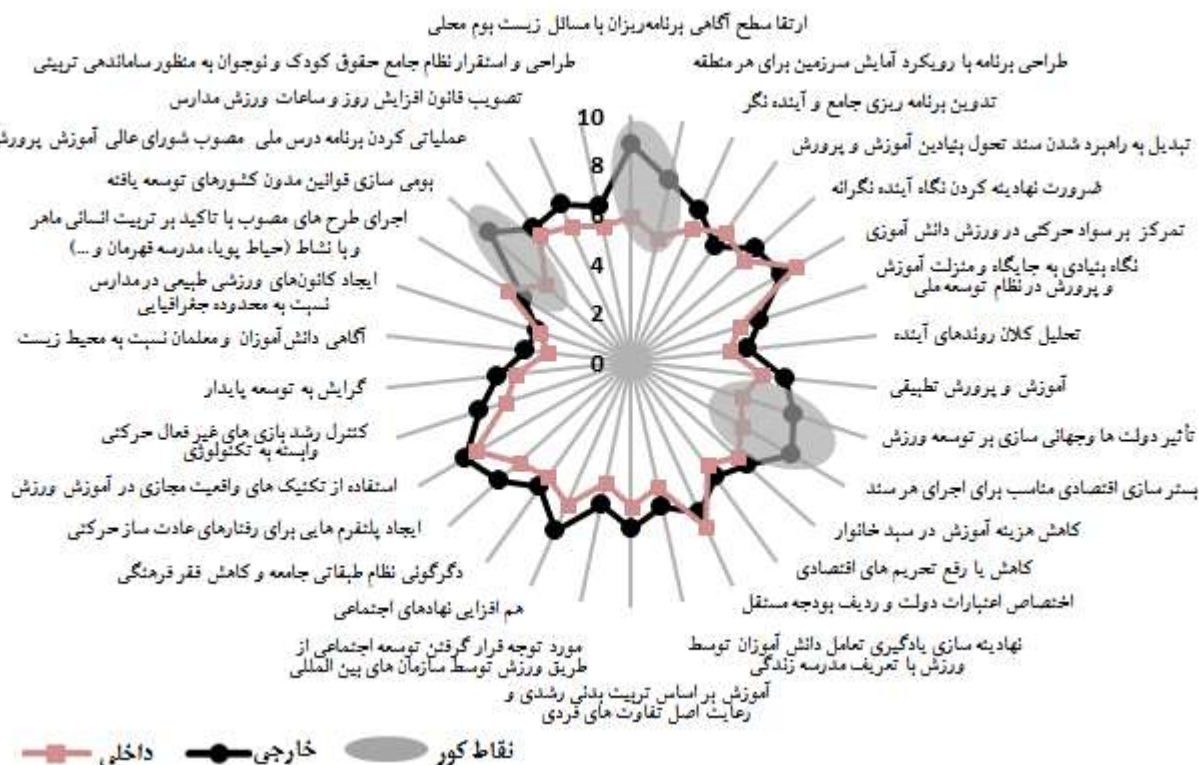 ارتقا سطح آگاهی برنامه‌ریزان با مسائل زیست بوم محلی
طراحی برنامه با رویکرد آمایش سرزمین برای هر منطقه
تدوین برنامه ریزی جامع و آینده نگر
تبدیل به راهبرد شدن سند تحول بنیادین آموزش و پرورش
ضرورت نهادینه کردن نگاه آینده نگرانه
تمرکز بر سواد حرکتی در ورزش دانش آموزی
نگاه بنیادی به جایگاه و منزلت آموزش
و پرورش در نظام توسعه ملی
تحلیل کلان روندهای آینده
آموزش و پرورش تطبیقی
تأثیر دولت ها وجهانی سازی بر توسعه ورزش
بستر سازی اقتصادی مناسب برای اجرای هر سند
کاهش هزینه آموزش در سبد خانوار
کاهش یا رفع تحریم های اقتصادی
اختصاص اعتبارات دولت و ردیف بودجه مستقل
نهادینه سازی یادگیری تعامل دانش آموزان توسط
ورزش با تعریف مدرسه زندگی
آموزش بر اساس تربیت بدنی رشدی و
رعایت اصل تفاوت های فردی
مورد توجه قرار گرفتن توسعه اجتماعی از
طریق ورزش توسط سازمان های بین المللی
هم افزایی نهادهای اجتماعی
دگرگونی نظام طبقاتی جامعه و کاهش فقر فرهنگی
ایجاد پلتفرم هایی برای رفتارهای عادت ساز حرکتی
استفاده از تکنیک های واقعیت مجازی در آموزش ورزش
کنترل رشد بازی های غیر فعال حرکتی
وابسته به تکنولوژی
گرایش به توسعه پایدار
آگاهی دانش آموزان و معلمان نسبت به محیط زیست
ایجاد کانون‌های ورزشی طبیعی در مدارس
نسبت به محدوده جغرافیایی
اجرای طرح های مصوب با تاکید بر تربیت انسانی ماهر
و با نشاط (حیاط پویا، مدرسه قهرمان و ...)
بومی سازی قوانین مدون کشورهای توسعه یافته
عملیاتی کردن برنامه درس ملی مصوب شورای عالی آموزش پرورش
تصویب قانون افزایش روز و ساعات ورزش مدارس
طراحی و استقرار نظام جامع حقوق کودک و نوجوان به منظور ساماندهی تربیتی
10
8
6
4
2
0
نقاط کور
خارجی
داخلی